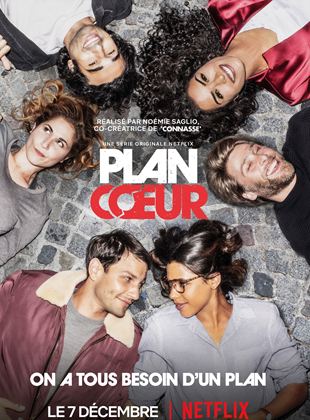 RÉALISÉ PAR NOÉMIE SAGLIO,
CO-CRÉATRICE DE "CONNASSE"
UNE SÉRIE ORIGINALE NETFLIX
PLAN
CŒUR
ON A TOUS BESOIN D'UN PLAN
LE 7 DÉCEMBRE | NETFLIX